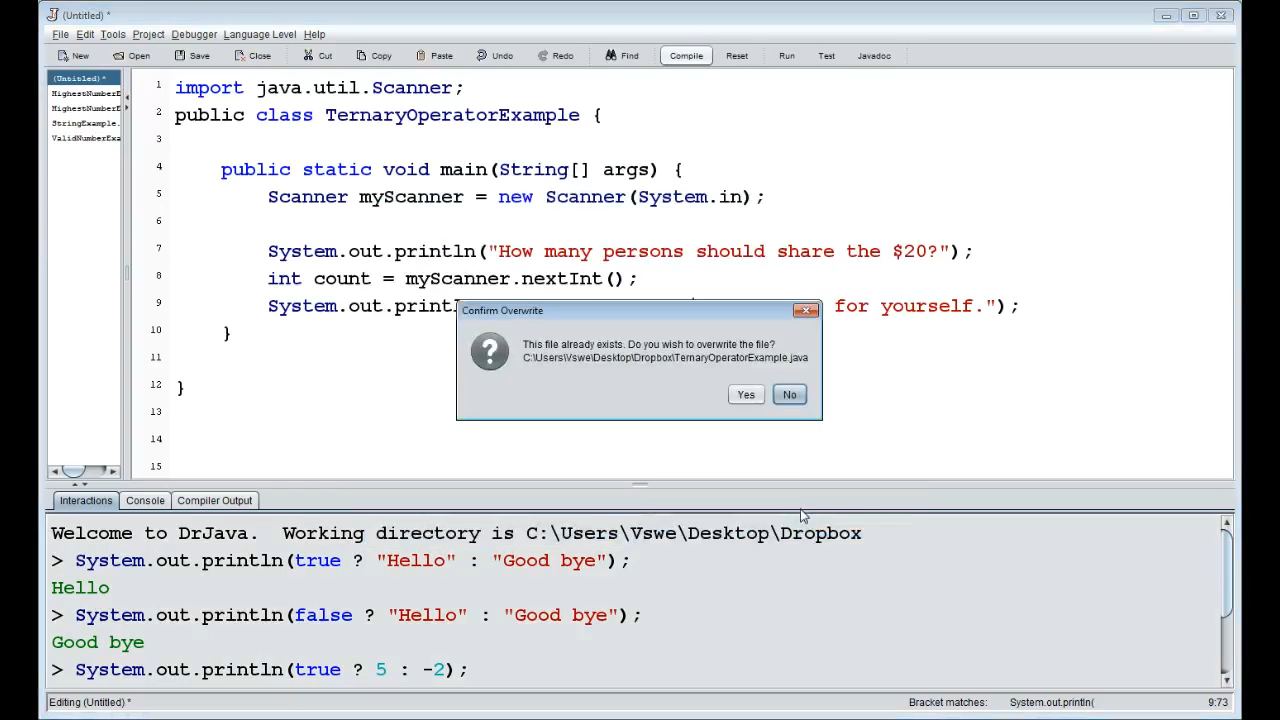 (Untitled) *
File Edit Tools Project Debugger Language Level Help
New Open Save Close Cut Copy Paste Undo Redo Find Compile Reset Run Test Javadoc
(Untitled) *
HighestNumberE
HighestNumberE
StringExample.
ValidNumberExa
1 import java.util.Scanner;
2 public class TernaryOperatorExample {
3
4 public static void main(String[] args) {
5 Scanner myScanner = new Scanner(System.in);
6
7 System.out.println("How many persons should share the $20?");
8 int count = myScanner.nextInt();
9 System.out.printl for yourself.");
10 }
11
12 }
13
14
15
Confirm Overwrite
This file already exists. Do you wish to overwrite the file?
C:\Users\Vswe\Desktop\Dropbox\TernaryOperatorExample.java
Yes No
Interactions Console Compiler Output
Welcome to DrJava. Working directory is C:\Users\Vswe\Desktop\Dropbox
> System.out.println(true ? "Hello" : "Good bye");
Hello
> System.out.println(false ? "Hello" : "Good bye");
Good bye
> System.out.println(true ? 5 : -2);
Editing (Untitled) * Bracket matches: System.out.println( 9:73